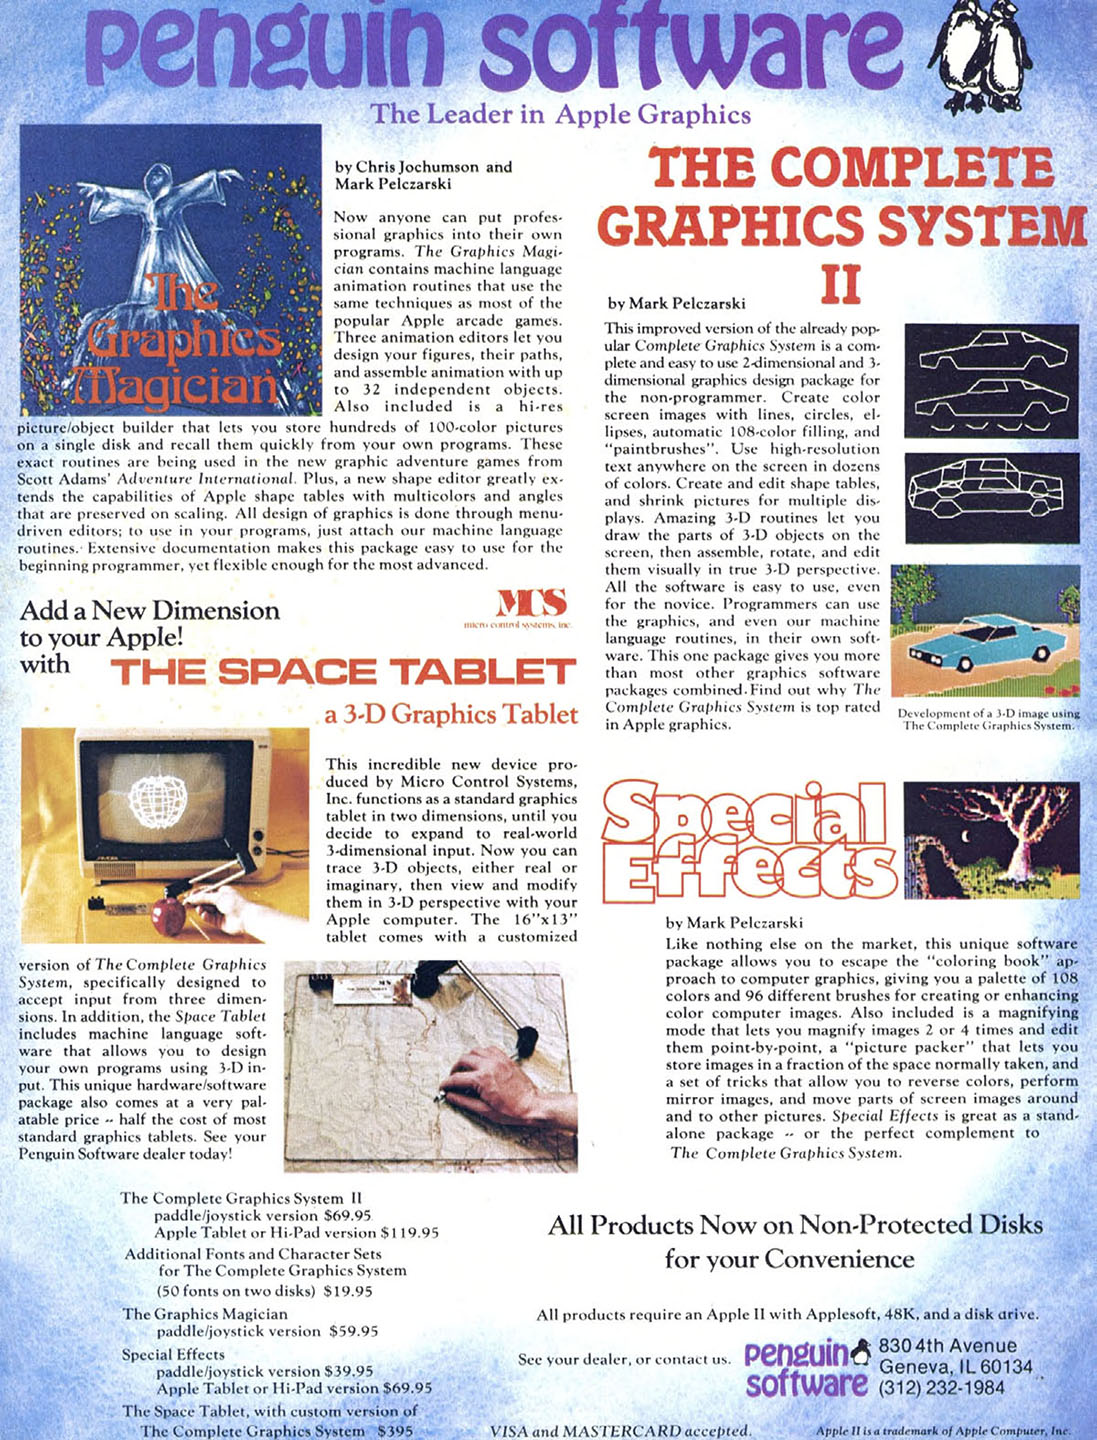 penguin software
The Leader in Apple Graphics
The
Graphics
Magician
by Chris Jochumson and
Mark Pelczarski
Now anyone can put profes-
sional graphics into their own
programs. The Graphics Magi-
cian contains machine language
animation routines that use the
same techniques as most of the
popular Apple arcade games.
Three animation editors let you
design your figures, their paths,
and assemble animation with up
to 32 independent objects.
Also included is a hi-res
picture/object builder that lets you store hundreds of 100-color pictures
on a single disk and recall them quickly from your own programs. These
exact routines are being used in the new graphic adventure games from
Scott Adams' Adventure International. Plus, a new shape editor greatly ex-
tends the capabilities of Apple shape tables with multicolors and angles
that are preserved on scaling. All design of graphics is done through menu-
driven editors; to use in your programs, just attach our machine language
routines. Extensive documentation makes this package easy to use for the
beginning programmer, yet flexible enough for the most advanced.
Add a New Dimension
to your Apple!
with
MCS
micro control systems, inc.
THE SPACE TABLET
a 3-D Graphics Tablet
This incredible new device pro-
duced by Micro Control Systems,
Inc. functions as a standard graphics
tablet in two dimensions, until you
decide to expand to real-world
3-dimensional input. Now you can
trace 3-D objects, either real or
imaginary, then view and modify
them in 3-D perspective with your
Apple computer. The 16"x13"
tablet comes with a customized
version of The Complete Graphics
System, specifically designed to
accept input from three dimen-
sions. In addition, the Space Tablet
includes machine language soft-
ware that allows you to design
your own programs using 3-D in-
put. This unique hardware/software
package also comes at a very pal-
atable price -- half the cost of most
standard graphics tablets. See your
Penguin Software dealer today!
MCS
THE COMPLETE
GRAPHICS SYSTEM
II
by Mark Pelczarski
This improved version of the already pop-
ular Complete Graphics System is a com-
plete and easy to use 2-dimensional and 3-
dimensional graphics design package for
the non-programmer. Create color
screen images with lines, circles, el-
lipses, automatic 108-color filling, and
"paintbrushes". Use high-resolution
text anywhere on the screen in dozens
of colors. Create and edit shape tables,
and shrink pictures for multiple dis-
plays. Amazing 3-D routines let you
draw the parts of 3-D objects on the
screen, then assemble, rotate, and edit
them visually in true 3-D perspective.
All the software is easy to use, even
for the novice. Programmers can use
the graphics, and even our machine
language routines, in their own soft-
ware. This one package gives you more
than most other graphics software
packages combined. Find out why The
Complete Graphics System is top rated
in Apple graphics.
Development of a 3-D image using
The Complete Graphics System.
Special
Effects
by Mark Pelczarski
Like nothing else on the market, this unique software
package allows you to escape the "coloring book" ap-
proach to computer graphics, giving you a palette of 108
colors and 96 different brushes for creating or enhancing
color computer images. Also included is a magnifying
mode that lets you magnify images 2 or 4 times and edit
them point-by-point, a "picture packer" that lets you
store images in a fraction of the space normally taken, and
a set of tricks that allow you to reverse colors, perform
mirror images, and move parts of screen images around
and to other pictures. Special Effects is great as a stand-
alone package -- or the perfect complement to
The Complete Graphics System.
The Complete Graphics System II
paddle/joystick version $69.95
Apple Tablet or Hi-Pad version $119.95
Additional Fonts and Character Sets
for The Complete Graphics System
(50 fonts on two disks) $19.95
The Graphics Magician
paddle/joystick version $59.95
Special Effects
paddle/joystick version $39.95
Apple Tablet or Hi-Pad version $69.95
The Space Tablet, with custom version of
The Complete Graphics System $395
All Products Now on Non-Protected Disks
for your Convenience
All products require an Apple II with Applesoft, 48K, and a disk drive.
See your dealer, or contact us.
penguin
software
830 4th Avenue
Geneva, IL 60134
(312) 232-1984
VISA and MASTERCARD accepted.
Apple II is a trademark of Apple Computer, Inc.